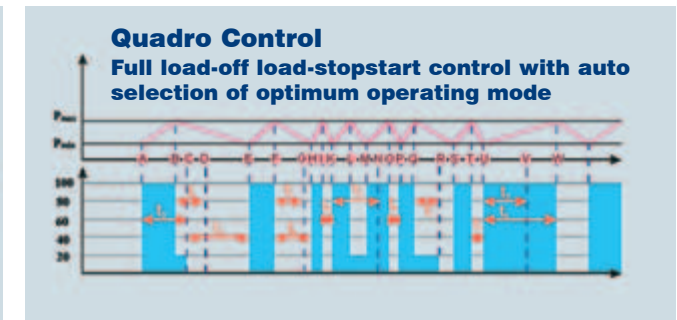 Quadro Control
Full load-off load-stopstart control with auto
selection of optimum operating mode
Pmax
Pmin
A B C D E F G H I K L M N O P Q R S T U V W
100
80
60
40
20